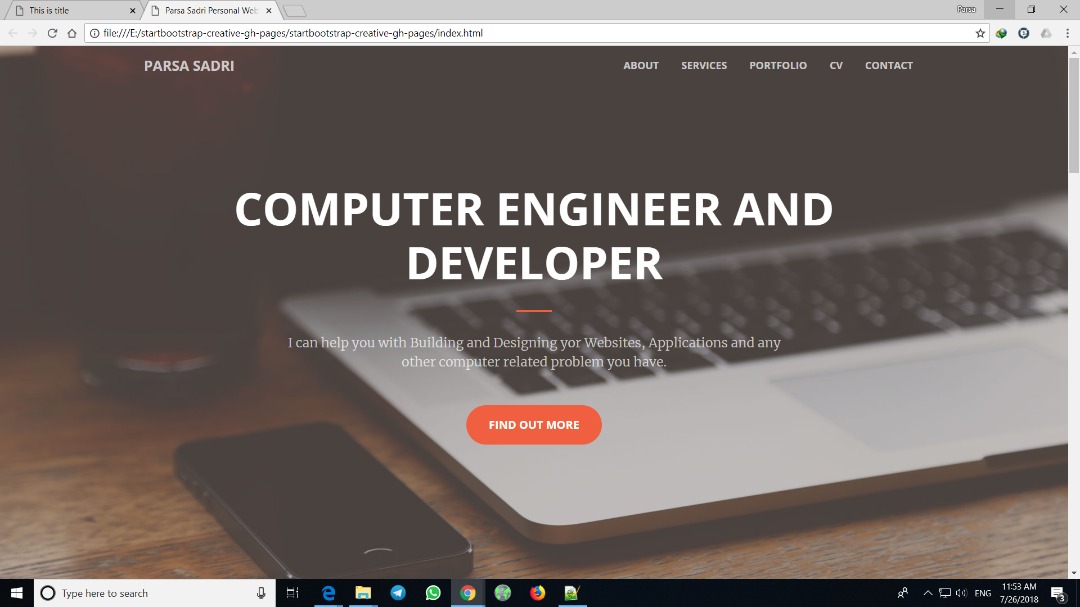 This is title
Parsa Sadri Personal Web
Parsa
file:///E:/startbootstrap-creative-gh-pages/startbootstrap-creative-gh-pages/index.html
PARSA SADRI
ABOUT SERVICES PORTFOLIO CV CONTACT
COMPUTER ENGINEER AND
DEVELOPER
I can help you with Building and Designing yor Websites, Applications and any
other computer related problem you have.
FIND OUT MORE
Type here to search
ENG
11:53 AM
7/26/2018
3